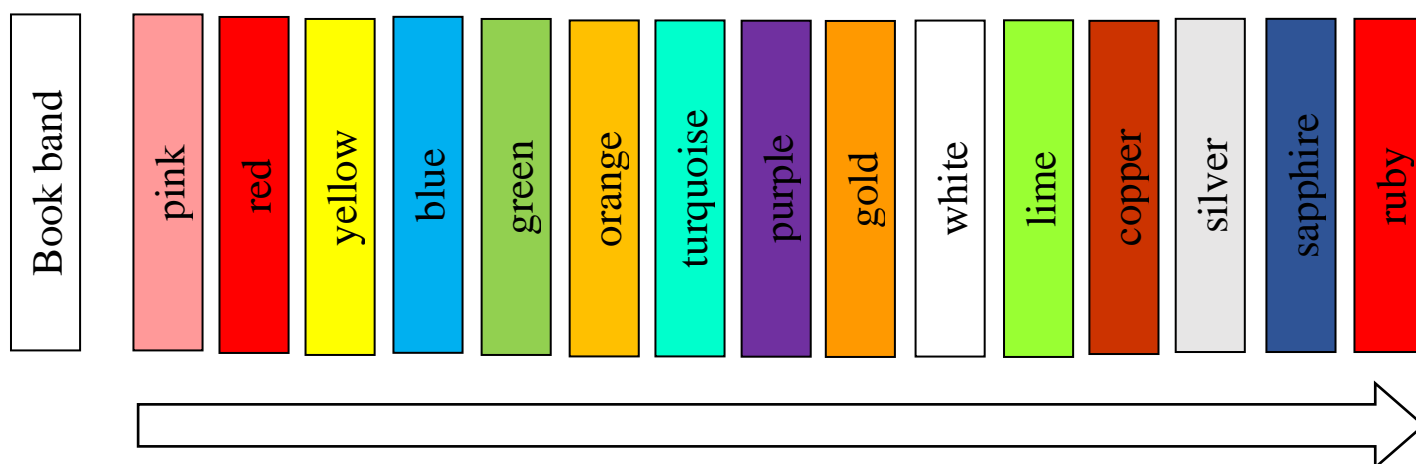 Book band
pink
red
yellow
blue
green
orange
turquoise
purple
gold
white
lime
copper
silver
sapphire
ruby